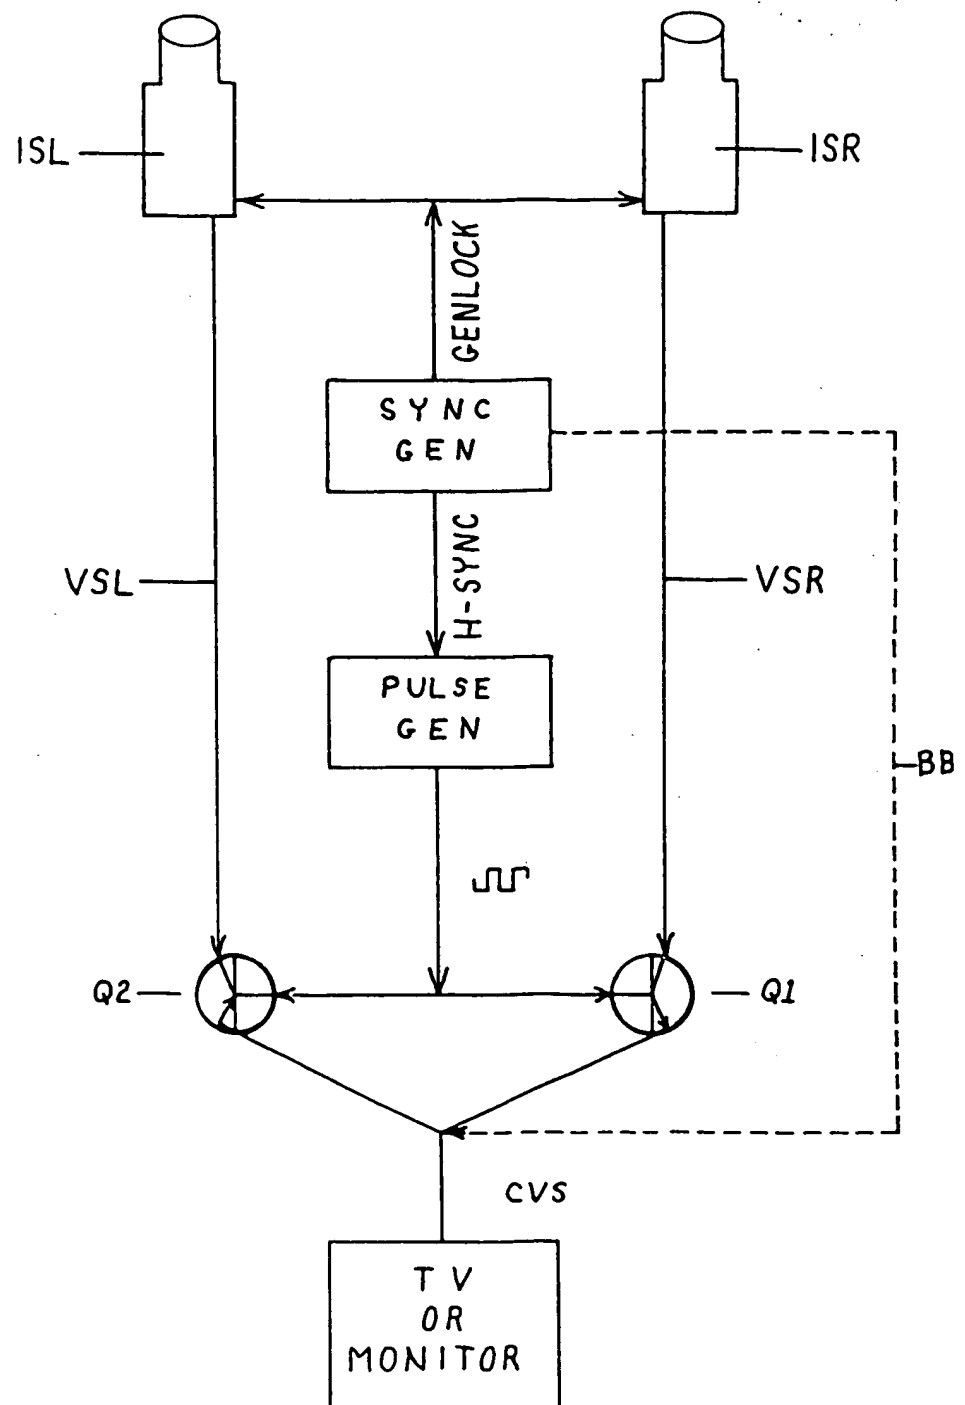 ISL
ISR
GENLOCK
SYNC
GEN
H-SYNC
VSL
VSR
PULSE
GEN
BB
Q2
Q1
CVS
TV
OR
MONITOR